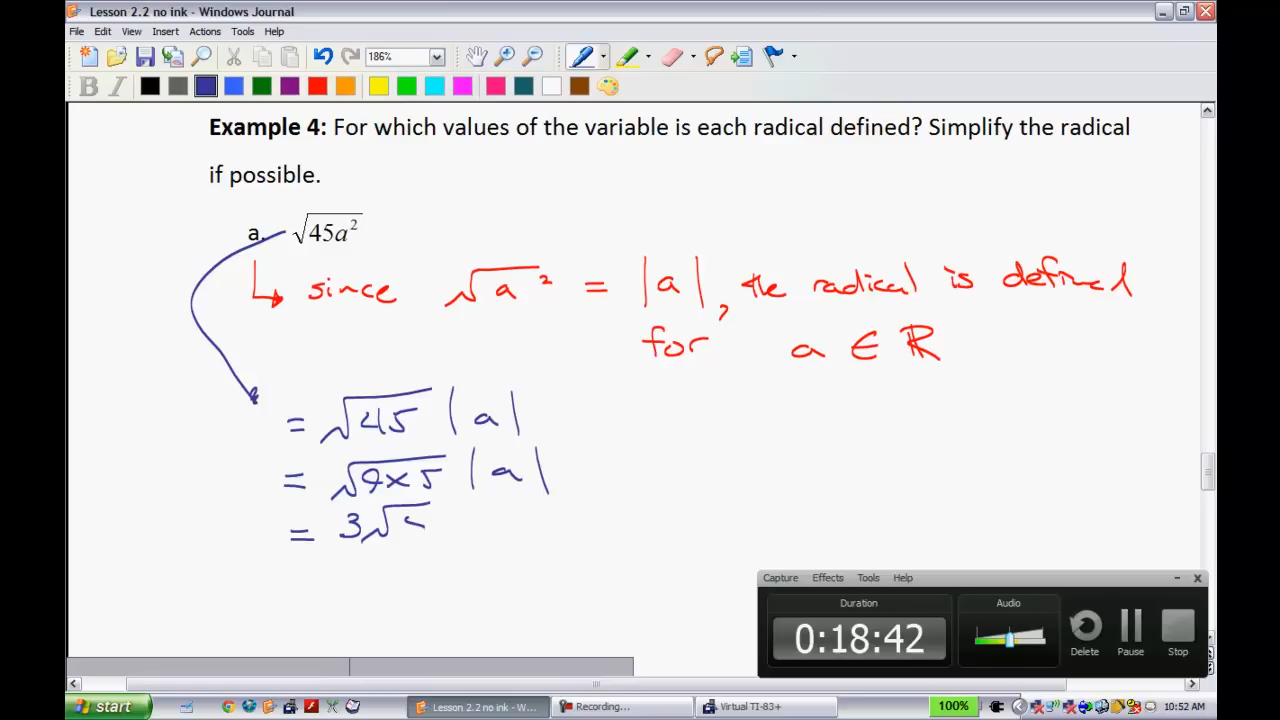 Lesson 2.2 no ink - Windows Journal
File Edit View Insert Actions Tools Help
186%
B I
Example 4: For which values of the variable is each radical defined? Simplify the radical
if possible.
a. √45a²
since √a² = |a|, the radical is defined
for a ∈ ℝ
= √45 |a|
= √9×5 |a|
= 3√
Capture Effects Tools Help
Duration
Audio
0:18:42
Delete Pause Stop
start
Lesson 2.2 no ink - W...
Recording...
Virtual TI-83+
100%
10:52 AM